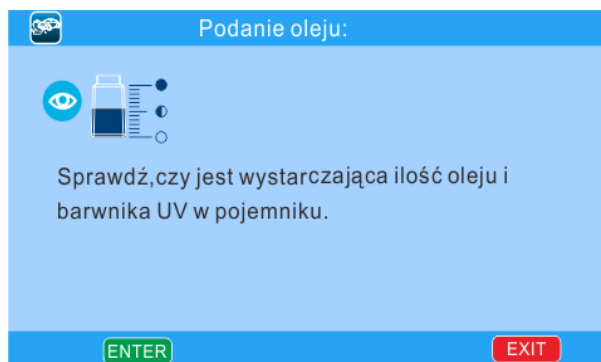 Podanie oleju:
Sprawdź,czy jest wystarczająca ilość oleju i
barwnika UV w pojemniku.
ENTER
EXIT